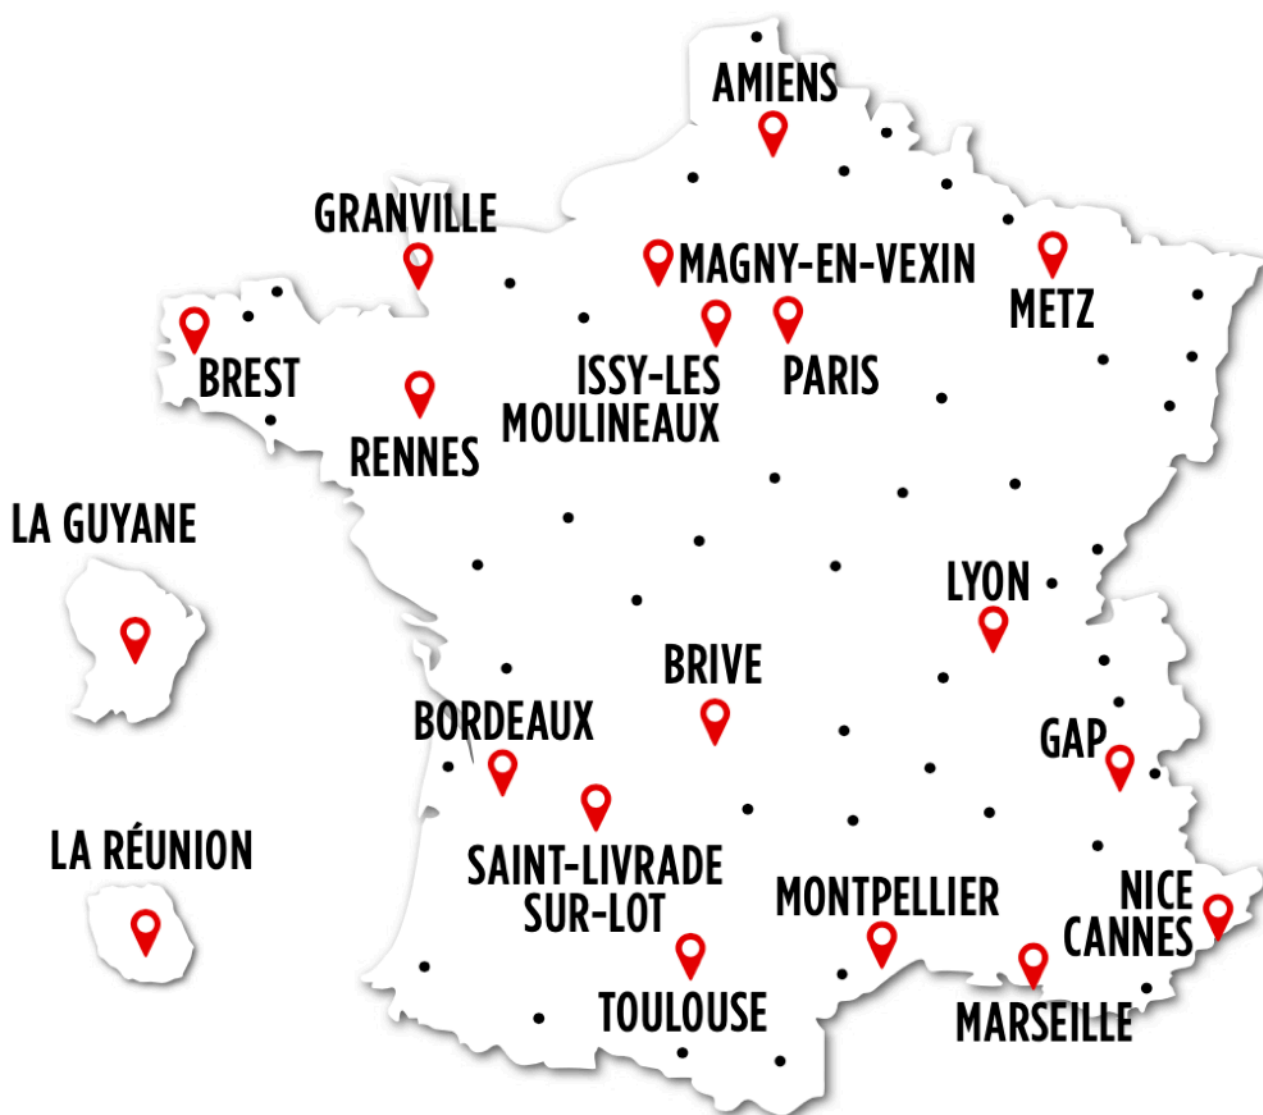 AMIENS
GRANVILLE
MAGNY-EN-VEXIN
METZ
BREST
ISSY-LES
MOULINEAUX
PARIS
RENNES
LA GUYANE
LYON
BRIVE
BORDEAUX
GAP
LA RÉUNION
SAINT-LIVRADE
SUR-LOT
MONTPELLIER
NICE
CANNES
TOULOUSE
MARSEILLE